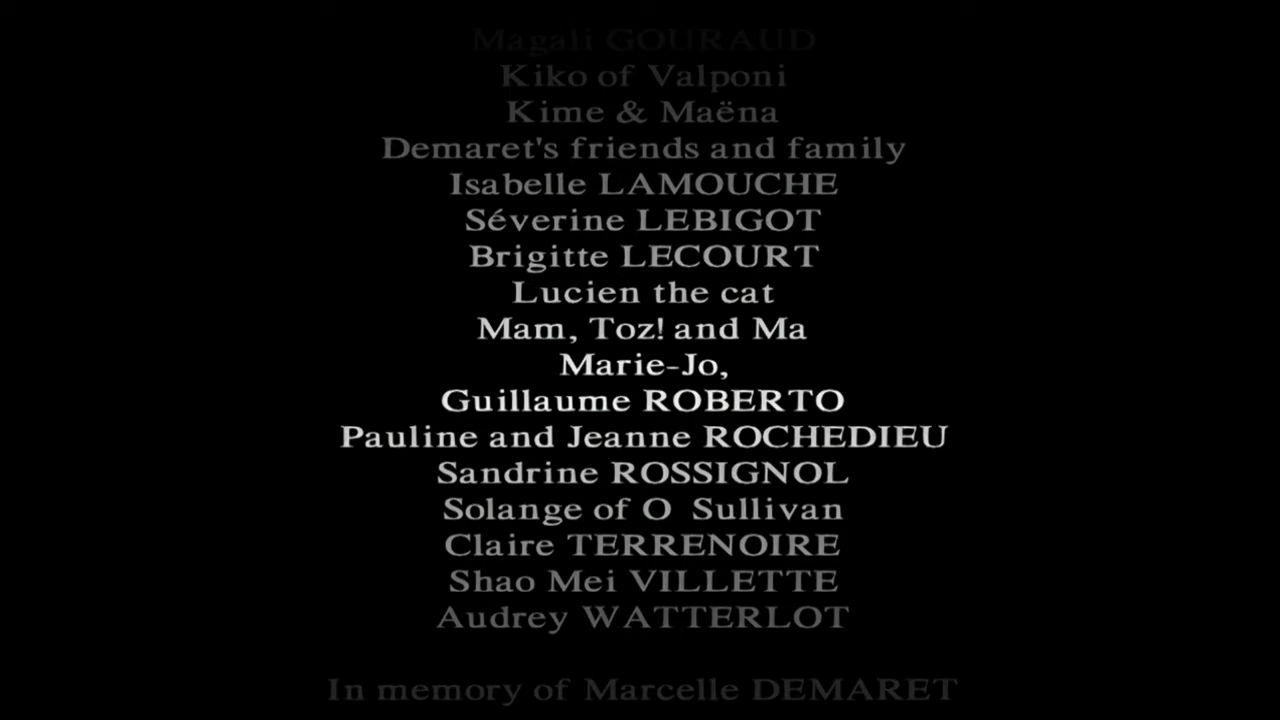 Magali GOURAUD
Kiko of Valponi
Kime & Maëna
Demaret's friends and family
Isabelle LAMOUCHE
Séverine LEBIGOT
Brigitte LECOURT
Lucien the cat
Mam, Toz! and Ma
Marie-Jo,
Guillaume ROBERTO
Pauline and Jeanne ROCHEDIEU
Sandrine ROSSIGNOL
Solange of O  Sullivan
Claire TERRENOIRE
Shao Mei VILLETTE
Audrey WATTERLOT
In memory of Marcelle DEMARET